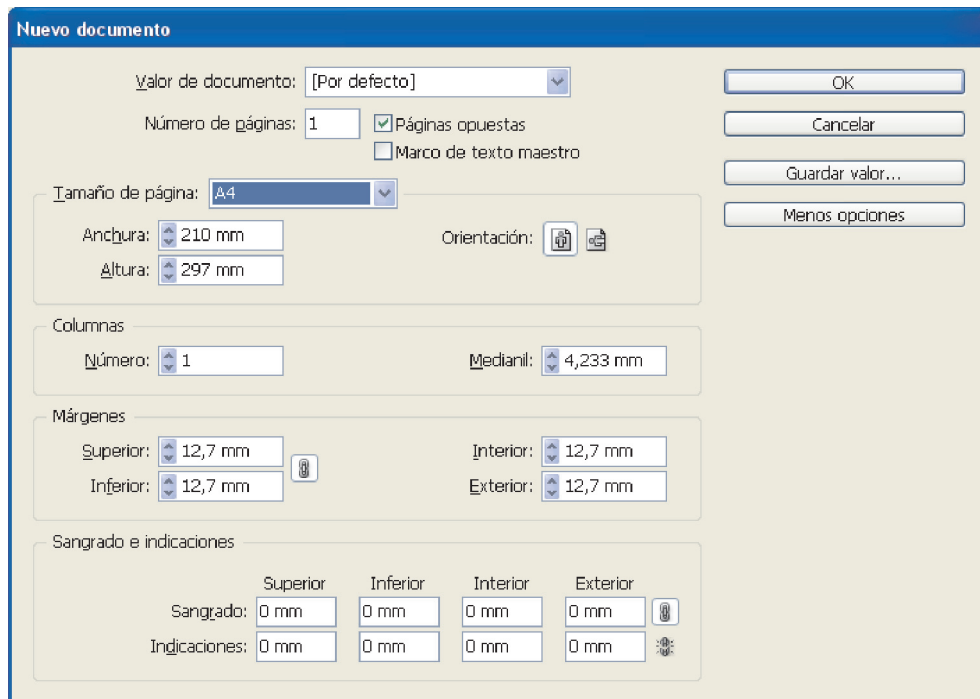 Nuevo documento
Valor de documento: [Por defecto]
OK
Número de páginas: 1
Páginas opuestas
Cancelar
Marco de texto maestro
Guardar valor...
Tamaño de página: A4
Menos opciones
Anchura: 210 mm
Orientación:
Altura: 297 mm
Columnas
Número: 1
Medianil: 4,233 mm
Márgenes
Superior: 12,7 mm
Interior: 12,7 mm
Inferior: 12,7 mm
Exterior: 12,7 mm
Sangrado e indicaciones
Superior Inferior Interior Exterior
Sangrado: 0 mm 0 mm 0 mm 0 mm
Indicaciones: 0 mm 0 mm 0 mm 0 mm